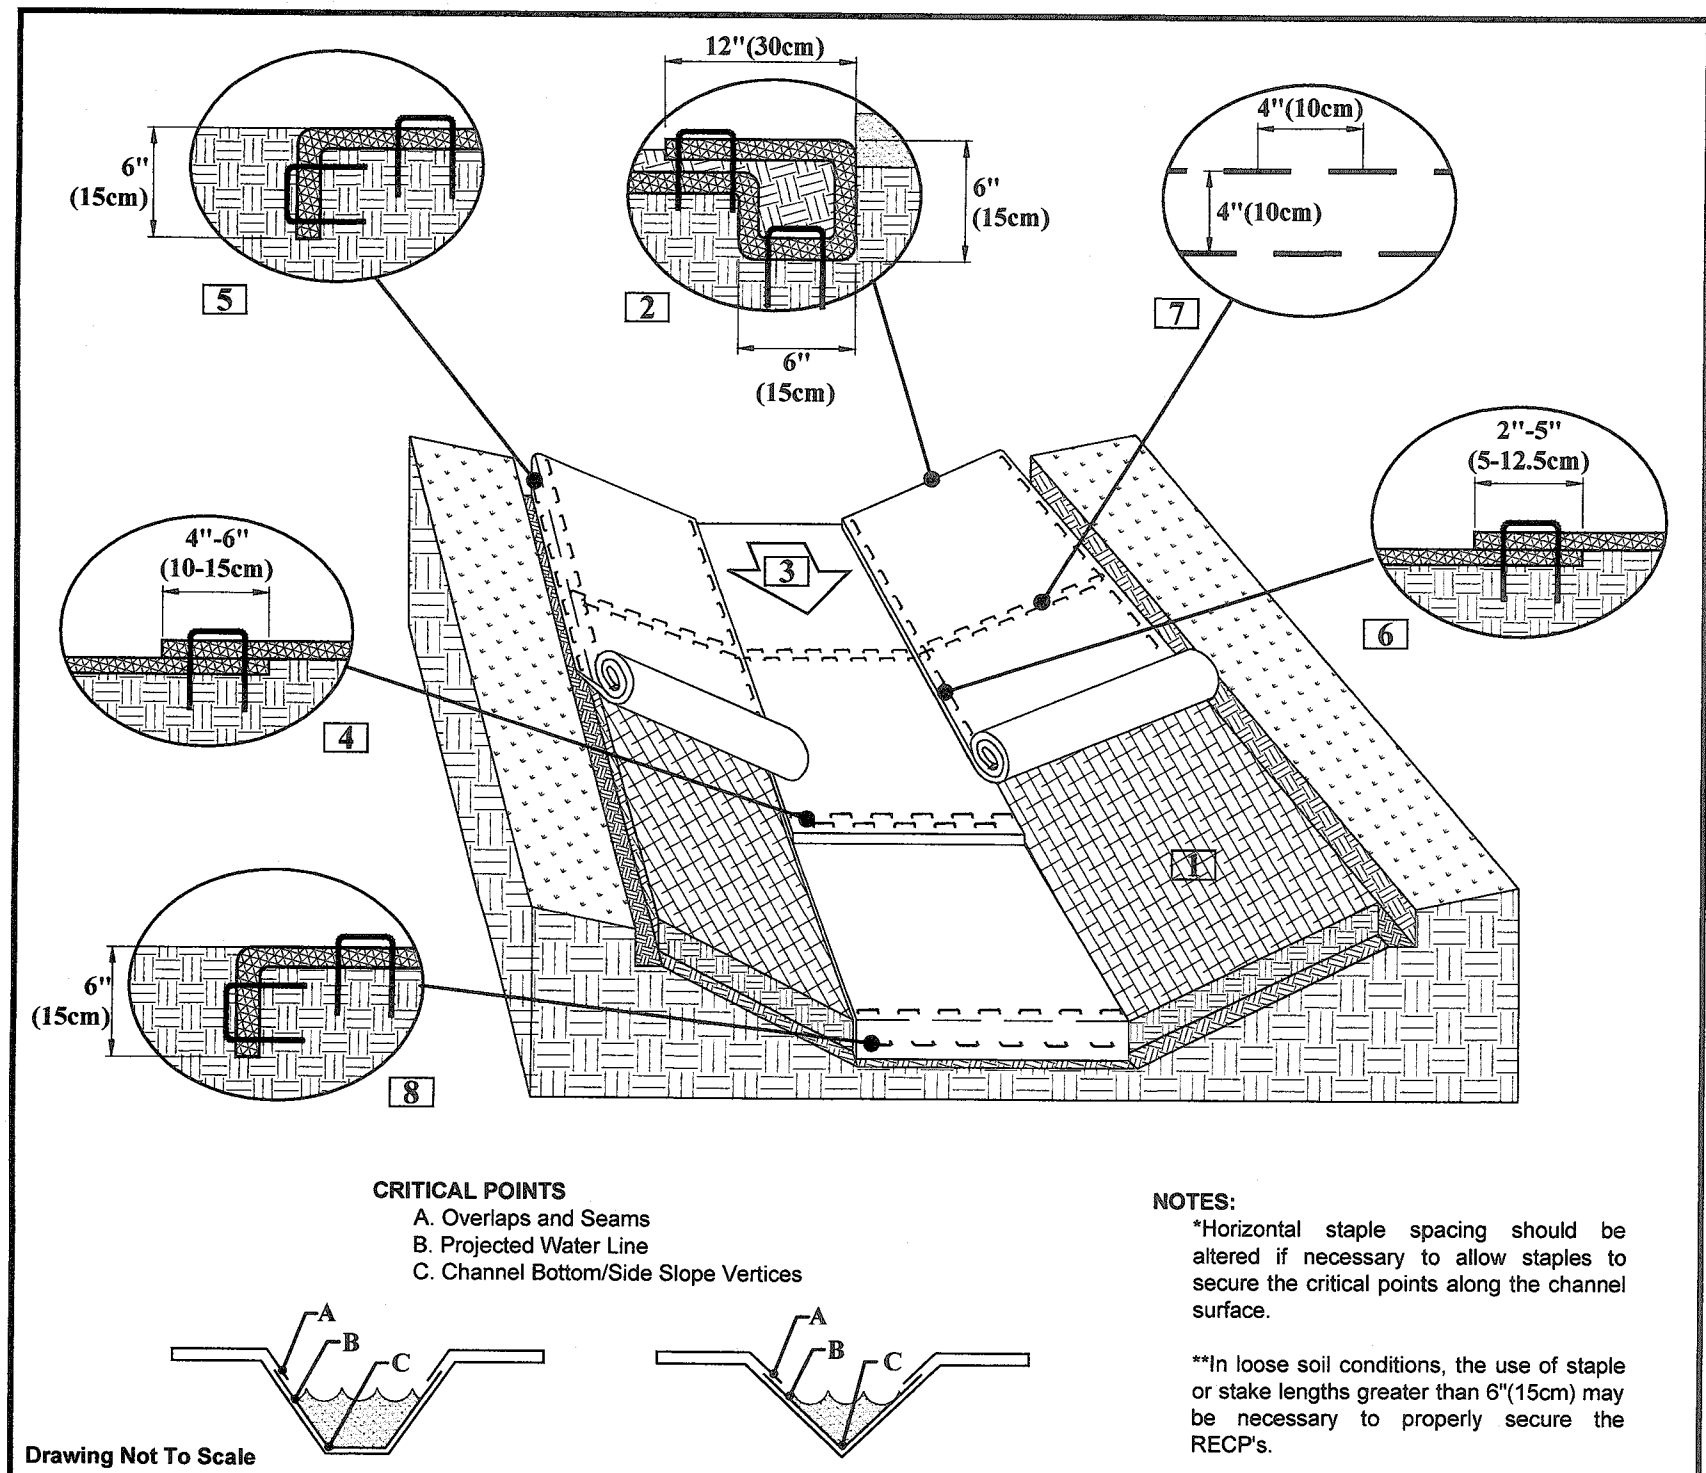 12"(30cm)
6"
(15cm)
5
6"
(15cm)
2
6"
(15cm)
4"(10cm)
4"(10cm)
7
2"-5"
(5-12.5cm)
6
4"-6"
(10-15cm)
4
3
1
6"
(15cm)
8
CRITICAL POINTS
A. Overlaps and Seams
B. Projected Water Line
C. Channel Bottom/Side Slope Vertices
A
B
C
A
B
C
NOTES:
*Horizontal staple spacing should be
altered if necessary to allow staples to
secure the critical points along the channel
surface.
**In loose soil conditions, the use of staple
or stake lengths greater than 6"(15cm) may
be necessary to properly secure the
RECP's.
Drawing Not To Scale